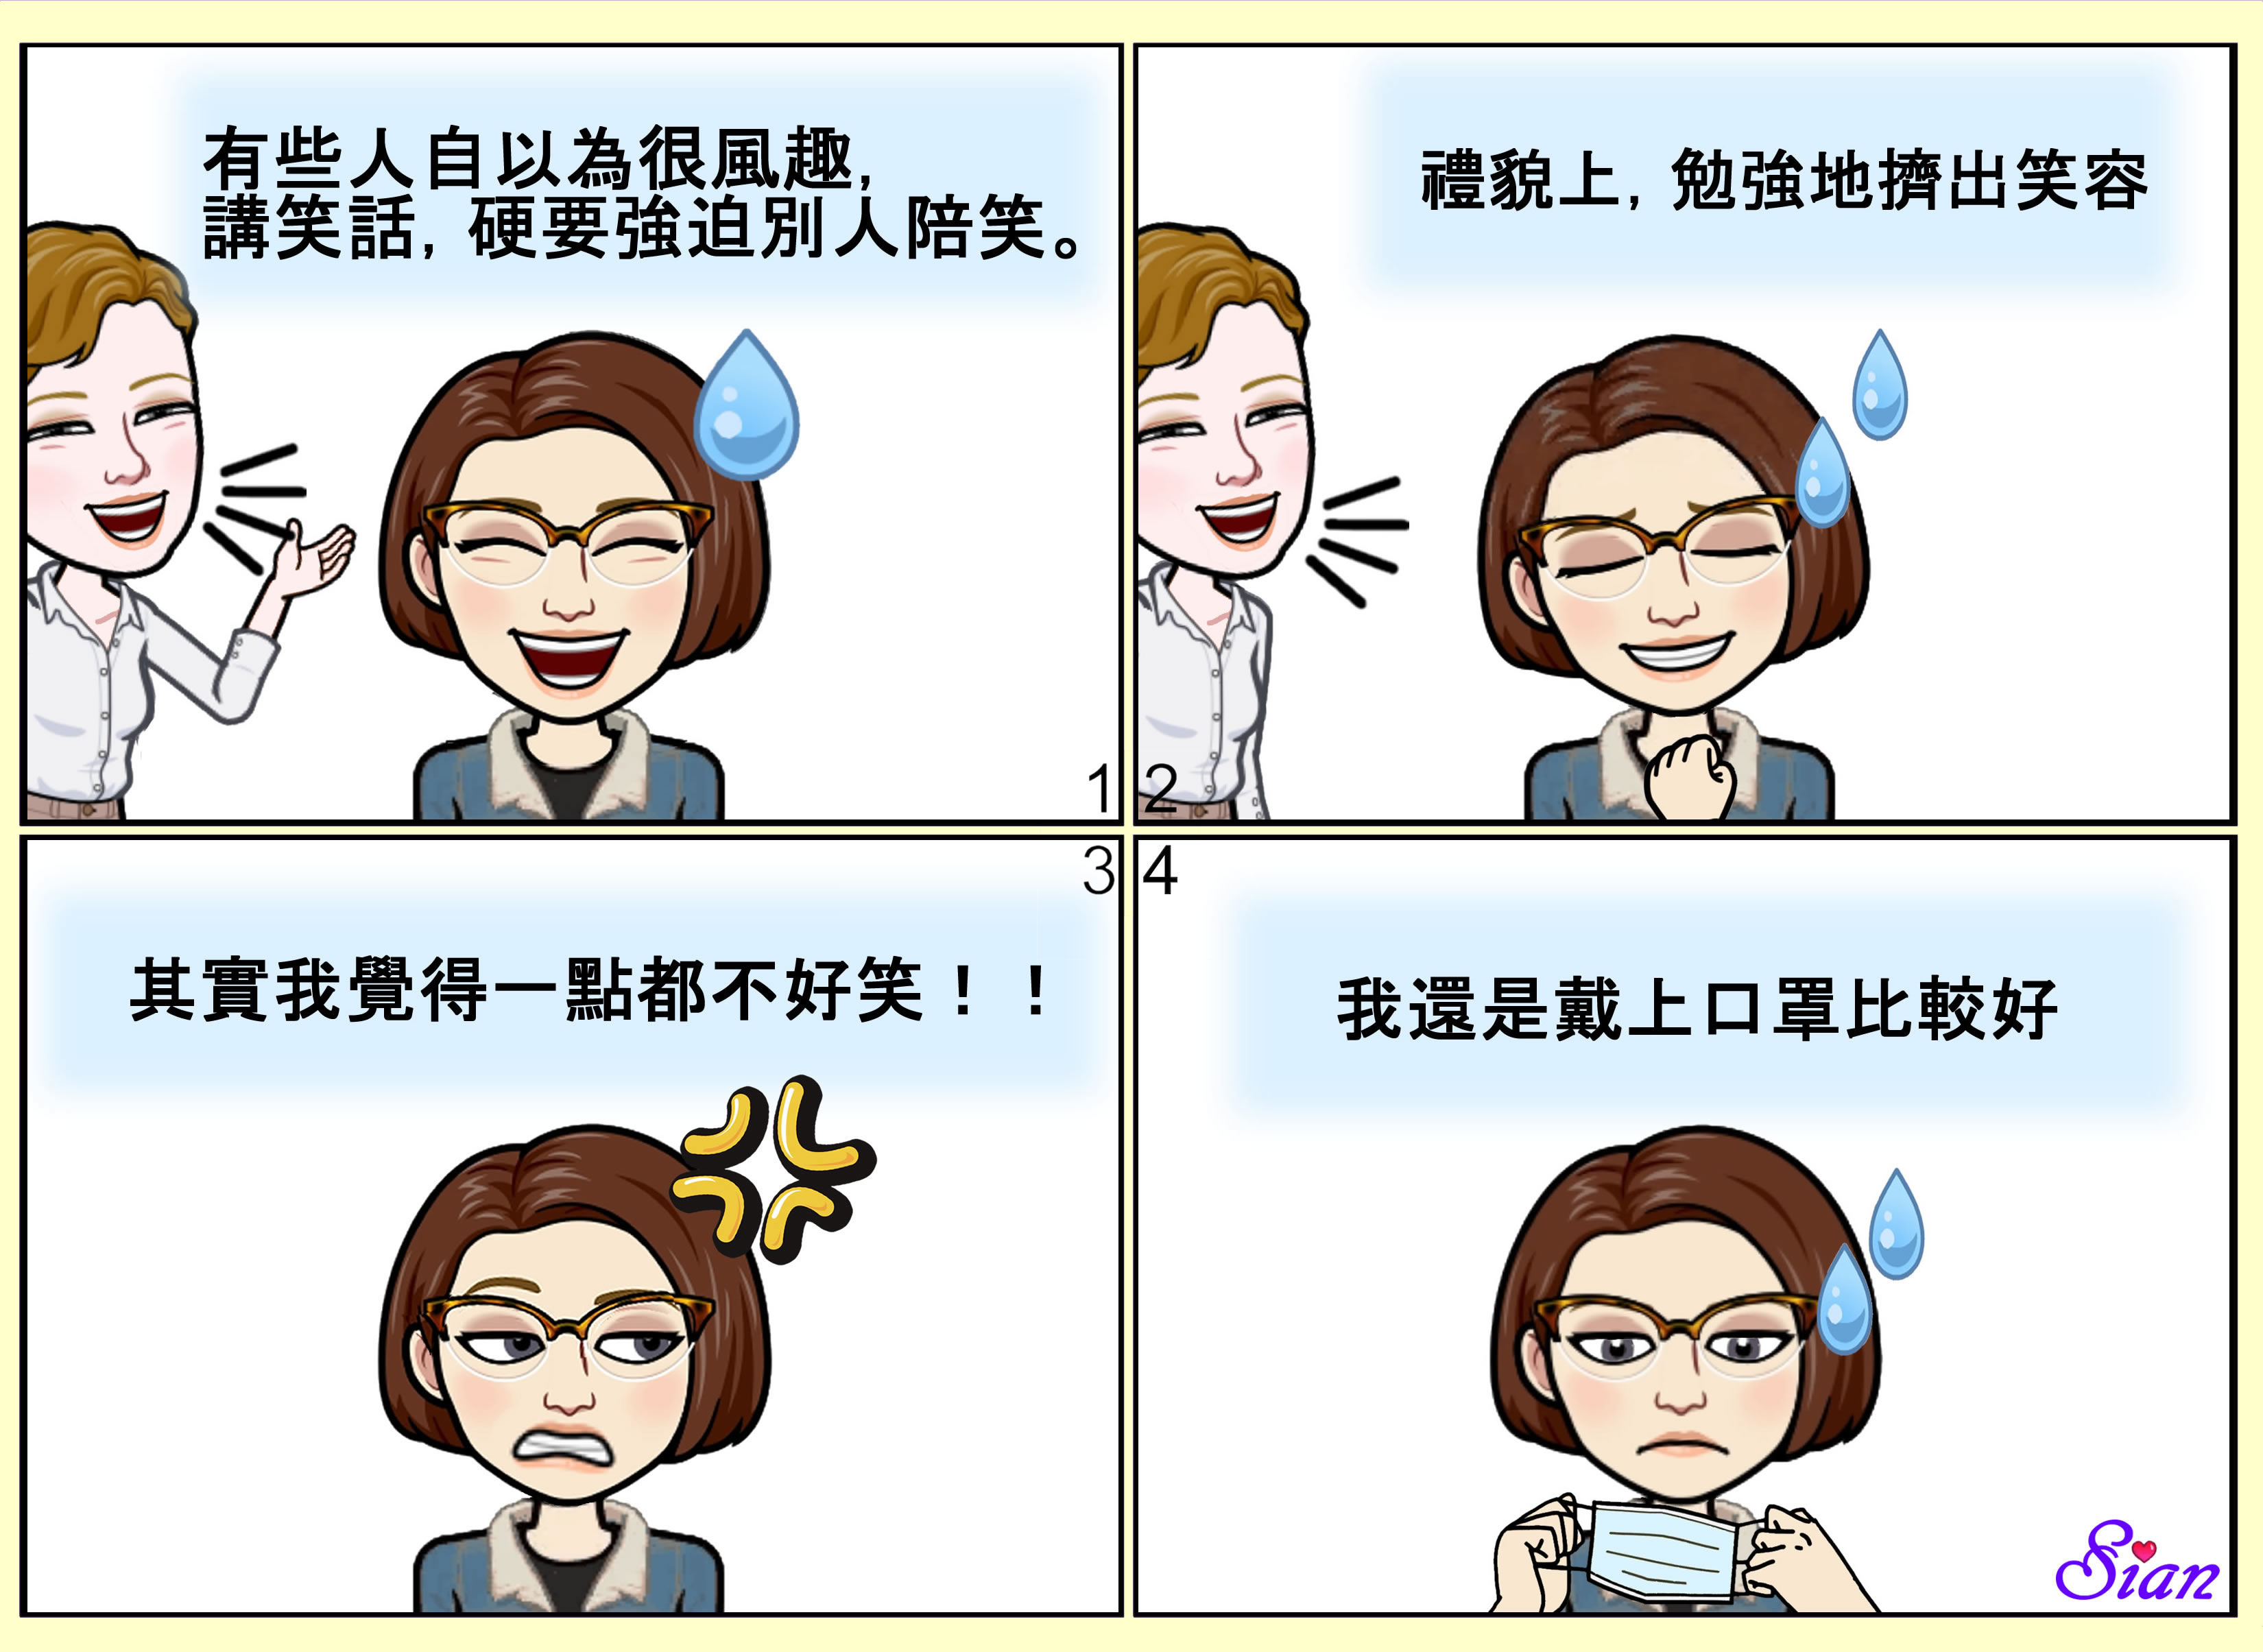 有些人自以為很風趣,
講笑話, 硬要強迫別人陪笑。
1
禮貌上, 勉強地擠出笑容
2
3
其實我覺得一點都不好笑！！
4
我還是戴上口罩比較好
Sian